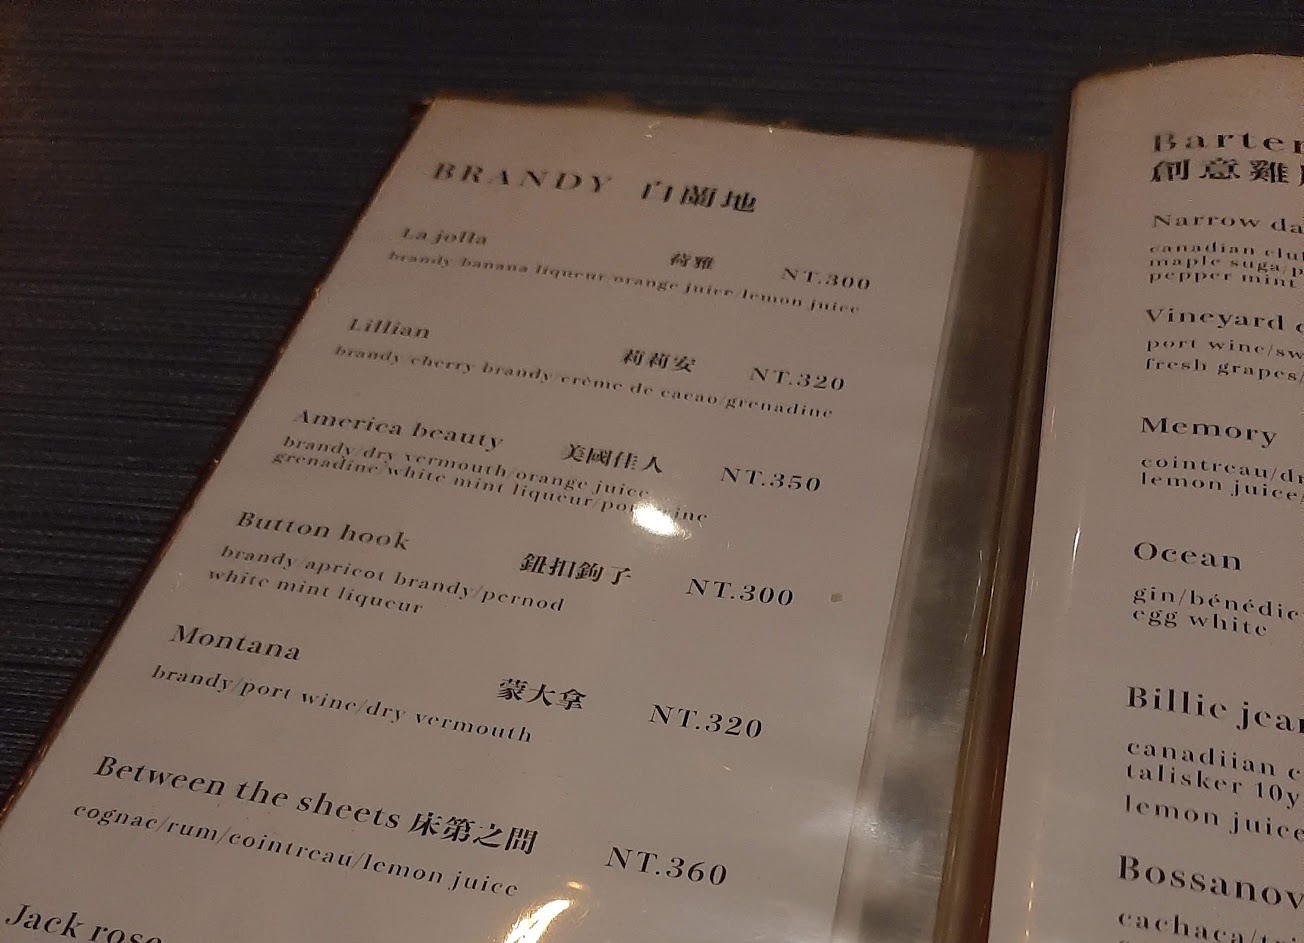 BRANDY 白蘭地
La jolla 荷雅 NT.300
brandy/banana liqueur/orange juice/lemon juice
Lillian 莉莉安 NT.320
brandy/cherry brandy/crème de cacao/grenadine
America beauty 美國佳人 NT.350
brandy/dry vermouth/orange juice
grenadine/white mint liqueur/
Button hook 鈕扣鉤子 NT.300
brandy/apricot brandy/pernod
white mint liqueur
Montana 蒙大拿 NT.320
brandy/port wine/dry vermouth
Between the sheets 床第之間 NT.360
cognac/rum/cointreau/lemon juice
Jack rose
創意雞
Narrow
canadian
maple suga/
pepper mint
Vineyard
port wine/
fresh grapes/
Memory
cointreau/
lemon juice
Ocean
gin/
egg white
Billie
canadiian
talisker 10y
lemon juice
cachaca/